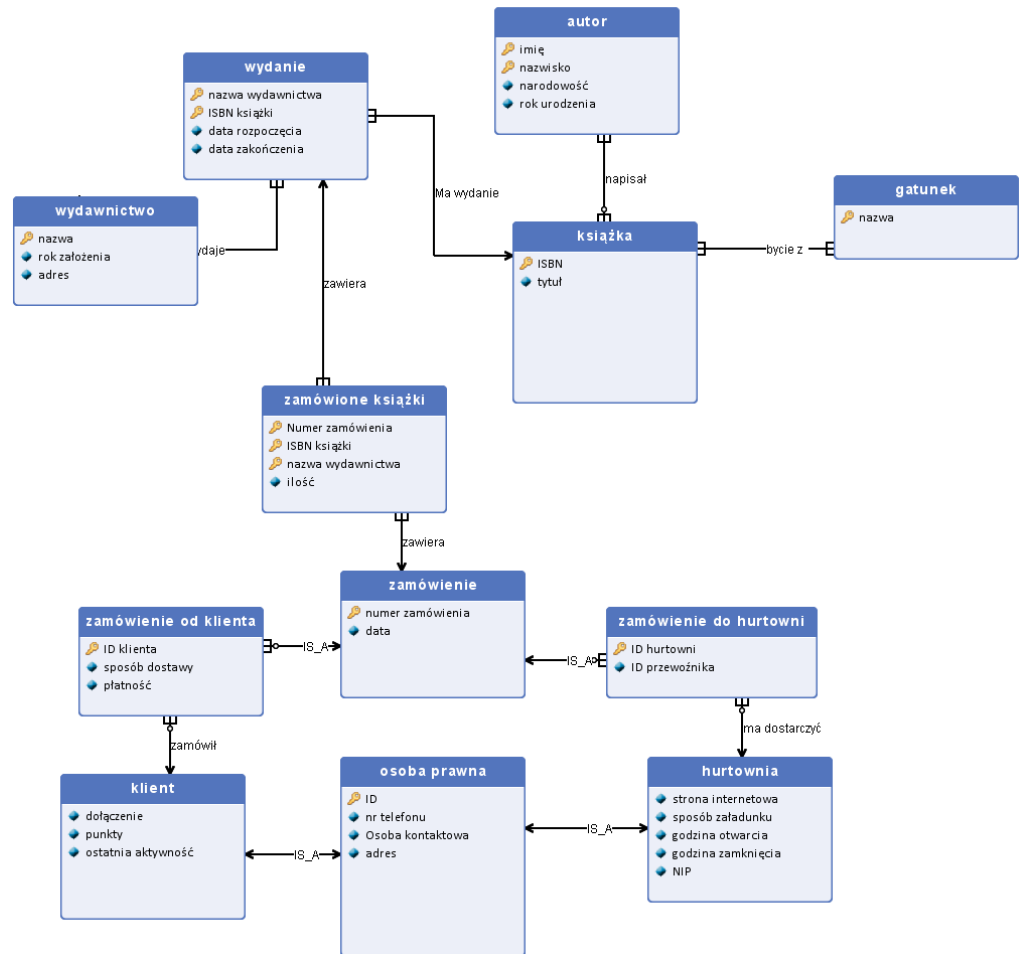 autor
imię
nazwisko
narodowość
rok urodzenia
wydanie
nazwa wydawnictwa
ISBN książki
data rozpoczęcia
data zakończenia
napisał
Ma wydanie
gatunek
nazwa
wydawnictwo
nazwa
rok założenia
adres
ydaje
książka
ISBN
tytuł
bycie z
zawiera
zamówione książki
Numer zamówienia
ISBN książki
nazwa wydawnictwa
ilość
zawiera
zamówienie
numer zamówienia
data
zamówienie od klienta
ID klienta
sposób dostawy
płatność
IS_A
zamówienie do hurtowni
ID hurtowni
ID przewoźnika
IS_A
zamówił
ma dostarczyć
klient
dołączenie
punkty
ostatnia aktywność
osoba prawna
ID
nr telefonu
Osoba kontaktowa
adres
hurtownia
strona internetowa
sposób załadunku
godzina otwarcia
godzina zamknięcia
NIP
IS_A
IS_A